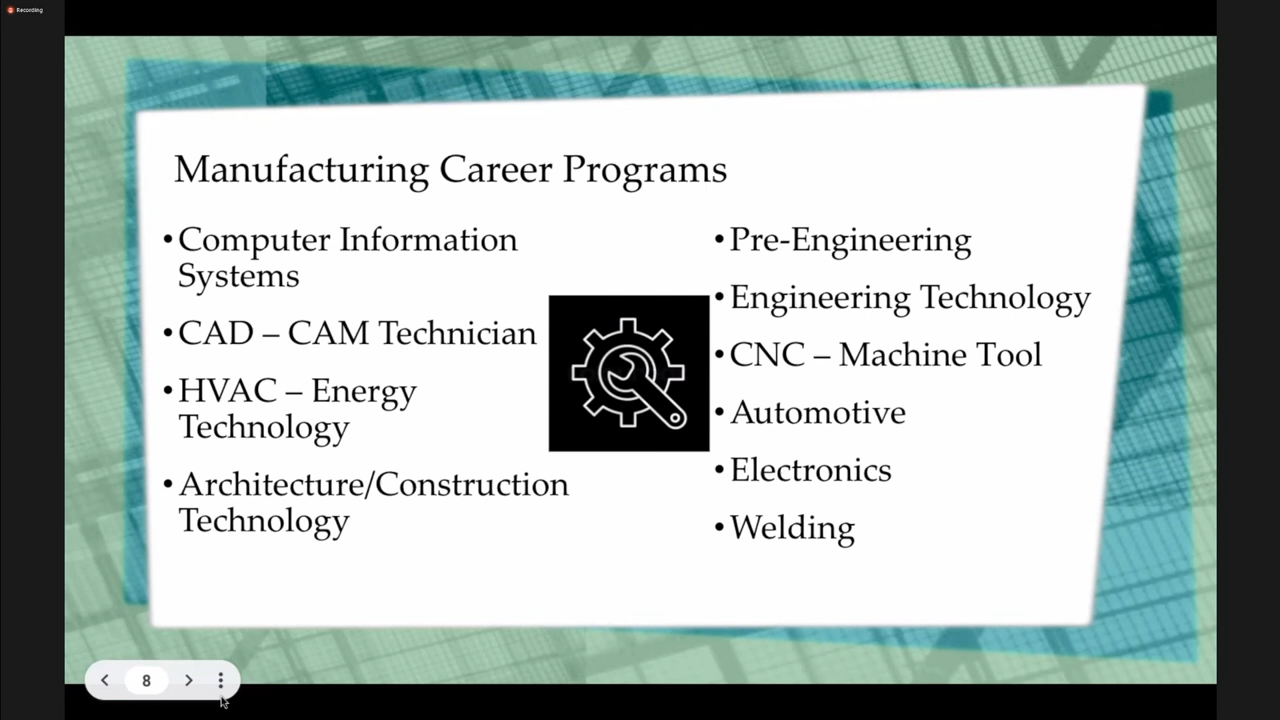 Recording
Manufacturing Career Programs
• Computer Information
Systems
• CAD – CAM Technician
• HVAC – Energy
Technology
• Architecture/Construction
Technology
• Pre-Engineering
• Engineering Technology
• CNC – Machine Tool
• Automotive
• Electronics
• Welding
8